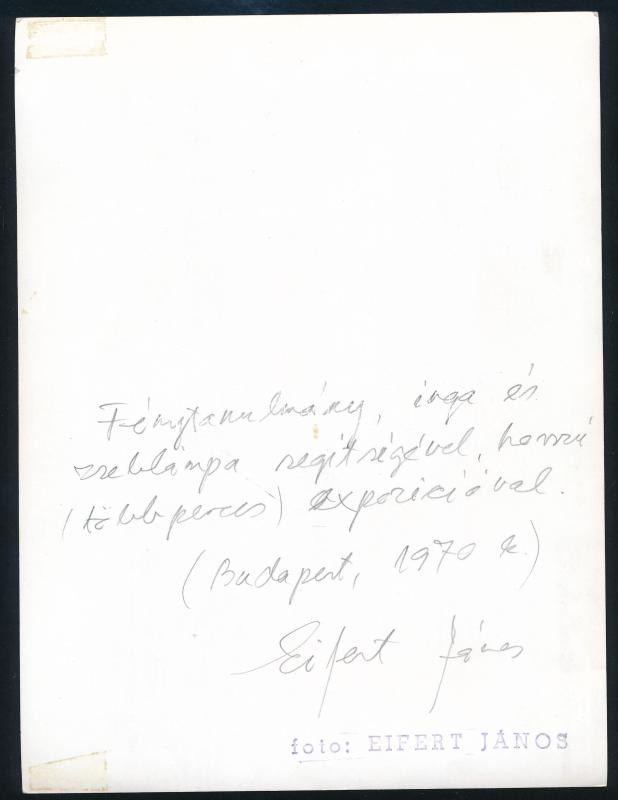 Fénytanulmány, inga és
zseblámpa segítségével, hosszú
(több perces) expozícióval.
(Budapest, 1970 k.)
Eifert János
foto: EIFERT JÁNOS